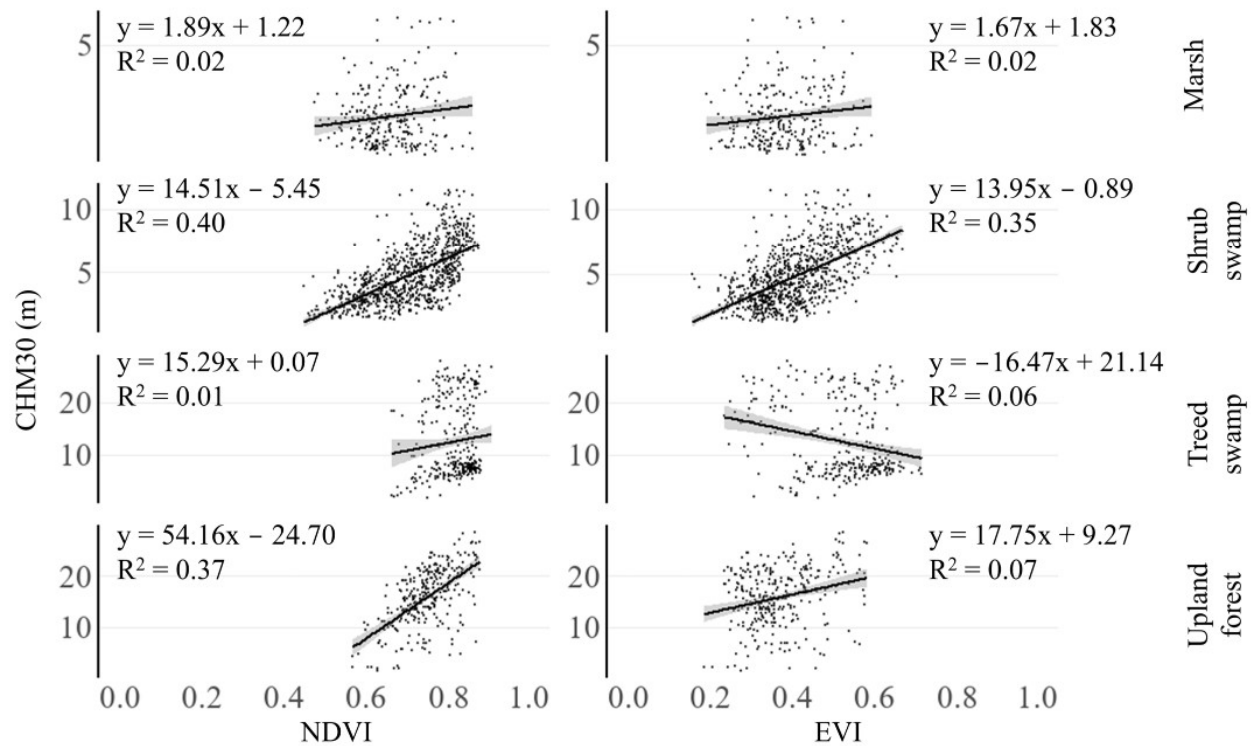 y = 1.89x + 1.22
R² = 0.02
5
y = 1.67x + 1.83
R² = 0.02
5
Marsh
y = 14.51x − 5.45
R² = 0.40
10
5
y = 13.95x − 0.89
R² = 0.35
10
5
Shrub
swamp
CHM30 (m)
y = 15.29x + 0.07
R² = 0.01
20
10
y = −16.47x + 21.14
R² = 0.06
20
10
Treed
swamp
y = 54.16x − 24.70
R² = 0.37
20
10
y = 17.75x + 9.27
R² = 0.07
20
10
Upland
forest
0.0 0.2 0.4 0.6 0.8 1.0
NDVI
0.0 0.2 0.4 0.6 0.8 1.0
EVI